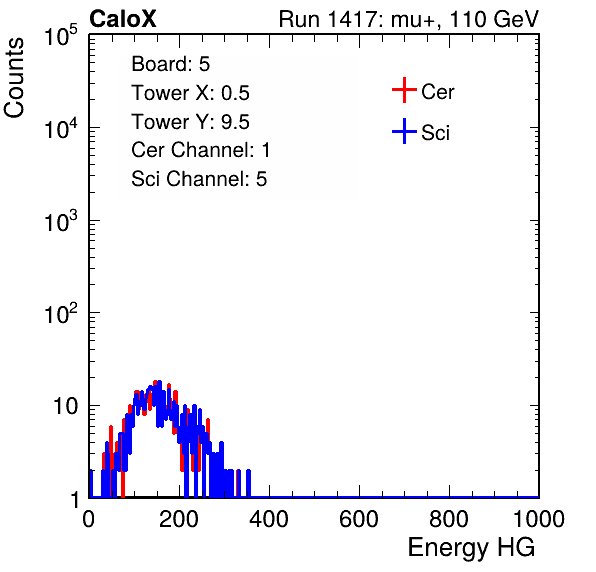 CaloX Run 1417: mu+, 110 GeV
Counts
Board: 5
Tower X: 0.5
Tower Y: 9.5
Cer Channel: 1
Sci Channel: 5
Cer
Sci
10^5
10^4
10^3
10^2
10
1
0 200 400 600 800 1000
Energy HG